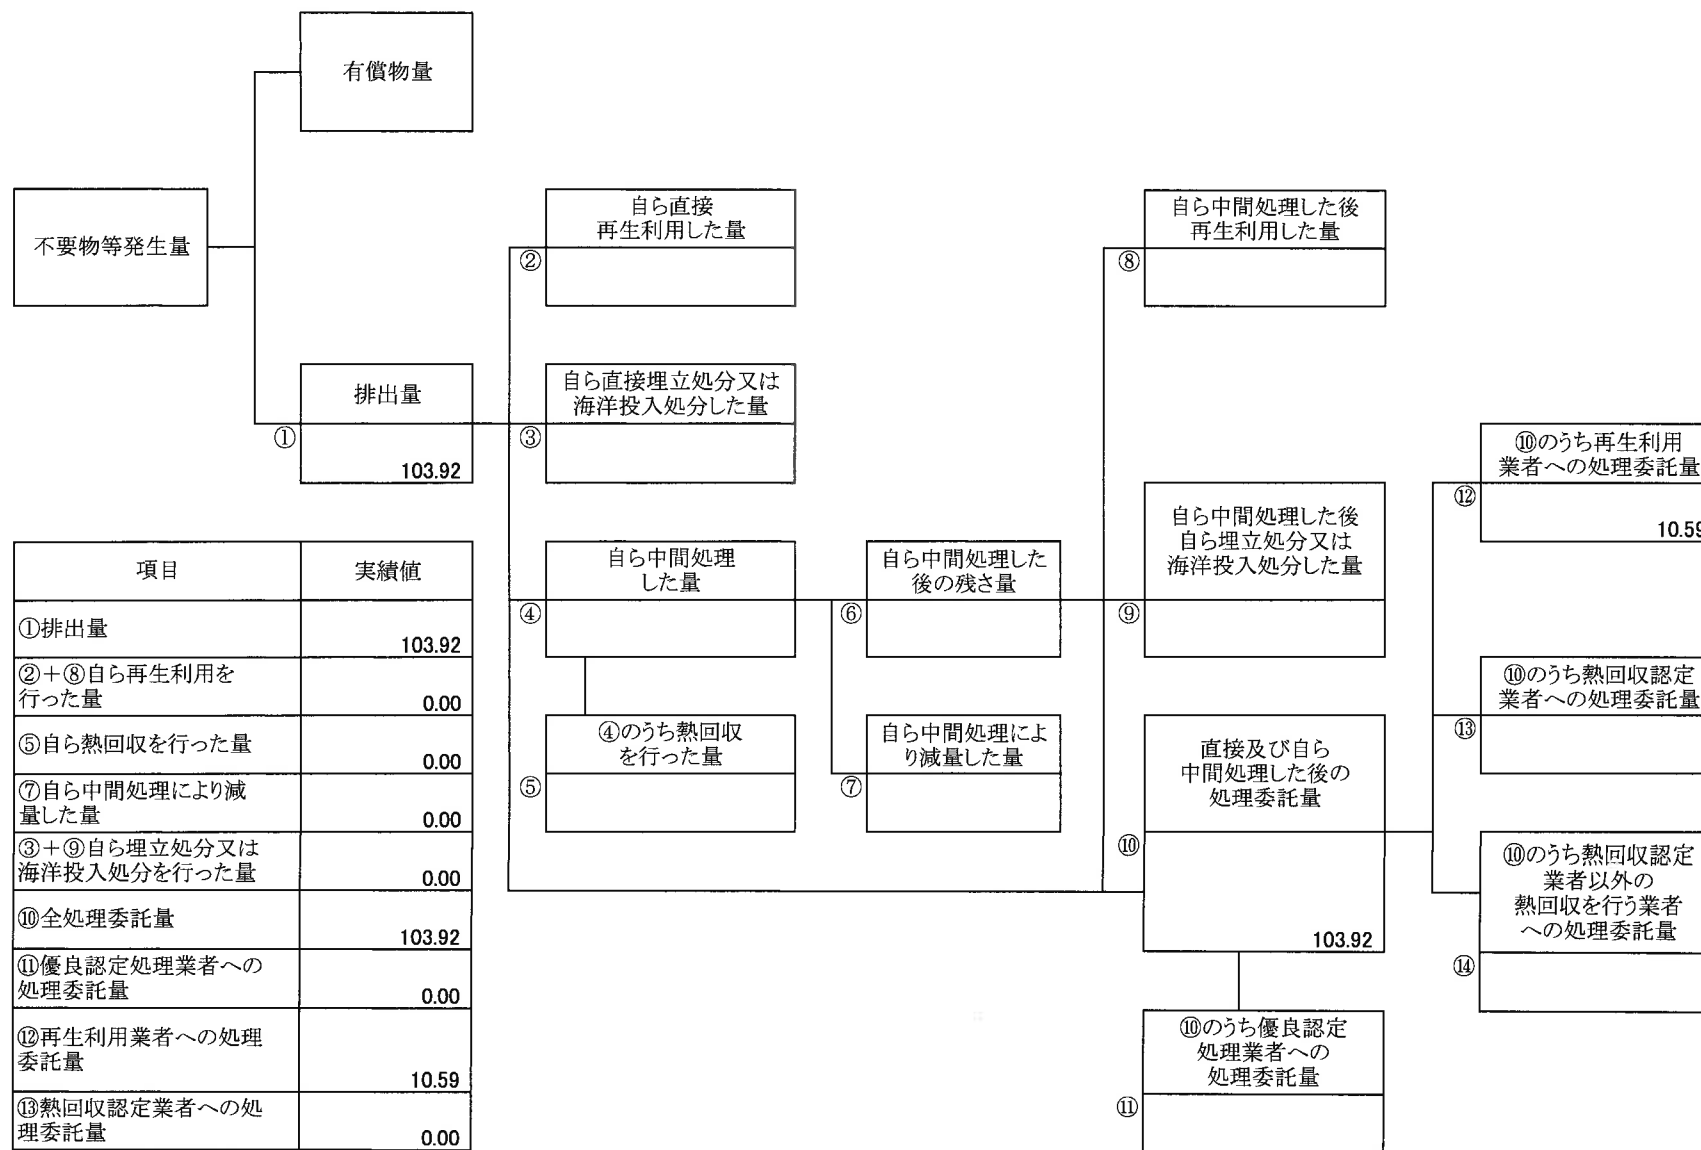 有償物量
不要物等発生量
排出量
①
103.92
自ら直接
再生利用した量
②
自ら直接埋立処分又は
海洋投入処分した量
③
自ら中間処理
した量
④
④のうち熱回収
を行った量
⑤
自ら中間処理した
後の残さ量
⑥
自ら中間処理によ
り減量した量
⑦
自ら中間処理した後
再生利用した量
⑧
自ら中間処理した後
自ら埋立処分又は
海洋投入処分した量
⑨
直接及び自ら
中間処理した後の
処理委託量
⑩
103.92
⑩のうち優良認定
処理業者への
処理委託量
⑪
⑩のうち再生利用
業者への処理委託量
⑫
10.59
⑩のうち熱回収認定
業者への処理委託量
⑬
⑩のうち熱回収認定
業者以外の
熱回収を行う業者
への処理委託量
⑭
項目 実績値
①排出量
103.92
②+⑧自ら再生利用を
行った量
0.00
⑤自ら熱回収を行った量
0.00
⑦自ら中間処理により減
量した量
0.00
③+⑨自ら埋立処分又は
海洋投入処分を行った量
0.00
⑩全処理委託量
103.92
⑪優良認定処理業者への
処理委託量
0.00
⑫再生利用業者への処理
委託量
10.59
⑬熱回収認定業者への処
理委託量
0.00